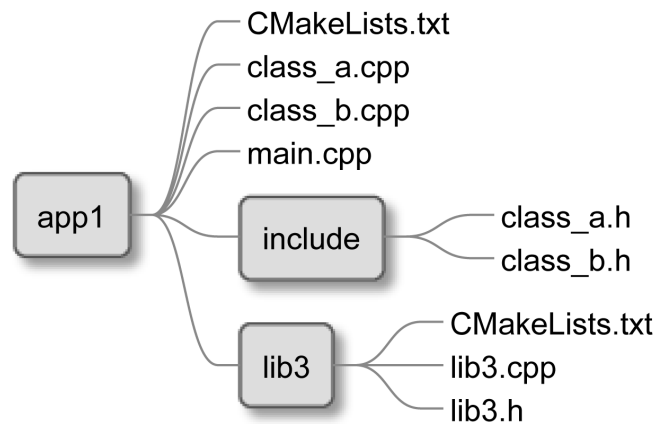 CMakeLists.txt
class_a.cpp
class_b.cpp
main.cpp
app1
include
class_a.h
class_b.h
lib3
CMakeLists.txt
lib3.cpp
lib3.h